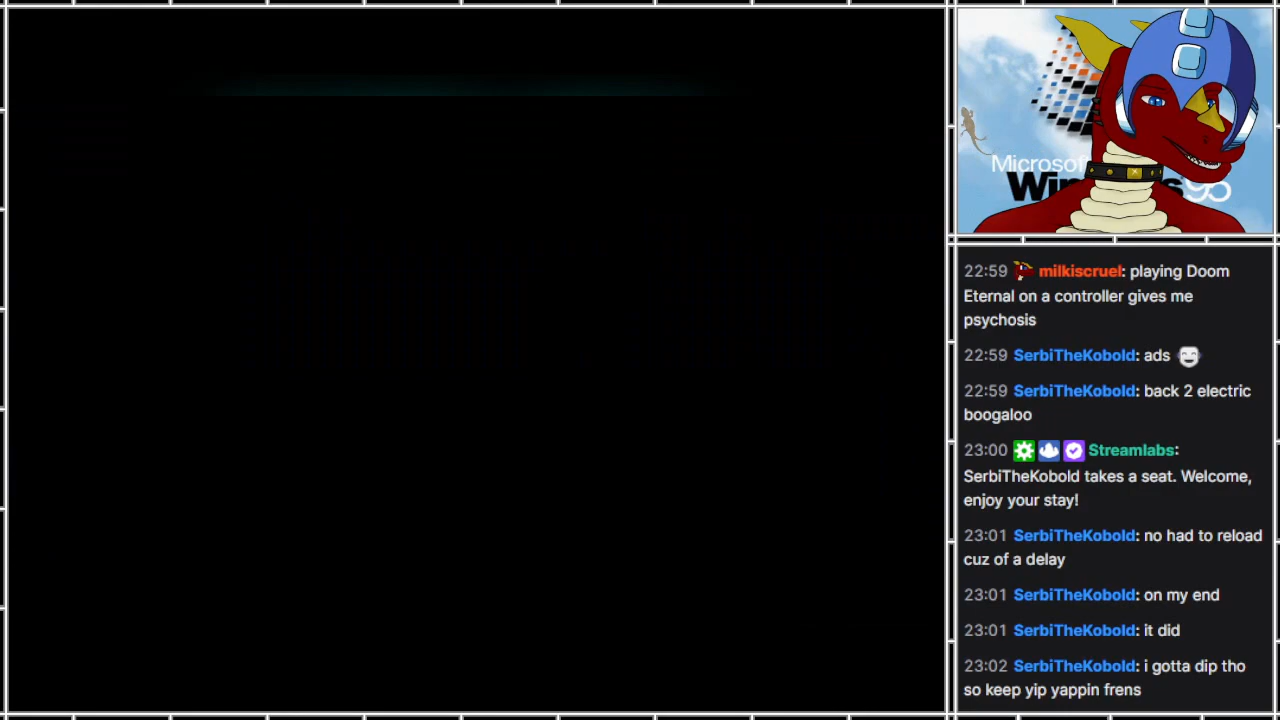 Microsoft
Win s 95
22:59 milkiscruel: playing Doom
Eternal on a controller gives me
psychosis
22:59 SerbiTheKobold: ads
22:59 SerbiTheKobold: back 2 electric
boogaloo
23:00 Streamlabs:
SerbiTheKobold takes a seat. Welcome,
enjoy your stay!
23:01 SerbiTheKobold: no had to reload
cuz of a delay
23:01 SerbiTheKobold: on my end
23:01 SerbiTheKobold: it did
23:02 SerbiTheKobold: i gotta dip tho
so keep yip yappin frens